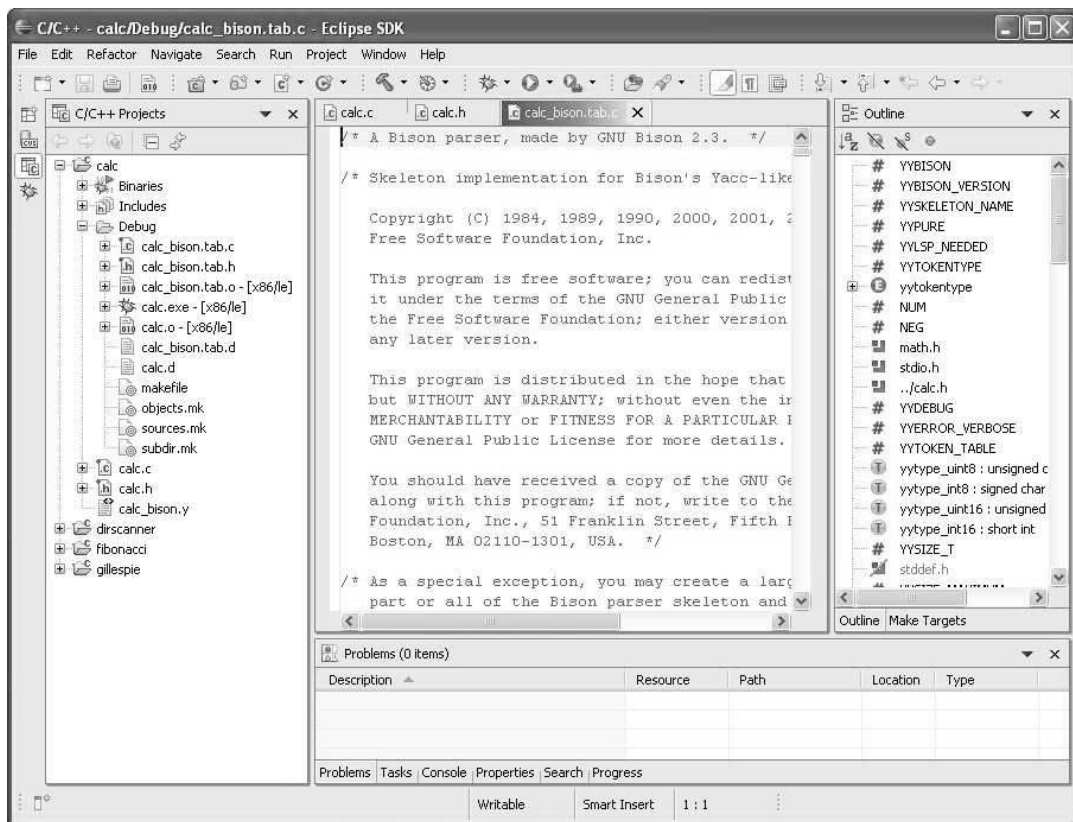 C/C++ - calc/Debug/calc_bison.tab.c - Eclipse SDK
File Edit Refactor Navigate Search Run Project Window Help
C/C++ Projects
calc
Binaries
Includes
Debug
calc_bison.tab.c
calc_bison.tab.h
calc_bison.tab.o - [x86/le]
calc.exe - [x86/le]
calc.o - [x86/le]
calc_bison.tab.d
calc.d
makefile
objects.mk
sources.mk
subdir.mk
calc.c
calc.h
calc_bison.y
dirscanner
fibonacci
gillespie
calc.c calc.h calc_bison.tab.c
/* A Bison parser, made by GNU Bison 2.3. */
/* Skeleton implementation for Bison's Yacc-like
Copyright (C) 1984, 1989, 1990, 2000, 2001, 2
Free Software Foundation, Inc.
This program is free software; you can redist
it under the terms of the GNU General Public
the Free Software Foundation; either version
any later version.
This program is distributed in the hope that
but WITHOUT ANY WARRANTY; without even the im
MERCHANTABILITY or FITNESS FOR A PARTICULAR P
GNU General Public License for more details.
You should have received a copy of the GNU Ge
along with this program; if not, write to the
Foundation, Inc., 51 Franklin Street, Fifth F
Boston, MA 02110-1301, USA. */
/* As a special exception, you may create a larg
part or all of the Bison parser skeleton and
Outline
YYBISON
YYBISON_VERSION
YYSKELETON_NAME
YYPURE
YYLSP_NEEDED
YYTOKENTYPE
yytokentype
NUM
NEG
math.h
stdio.h
../calc.h
YYDEBUG
YYERROR_VERBOSE
YYTOKEN_TABLE
yytype_uint8 : unsigned c
yytype_int8 : signed char
yytype_uint16 : unsigned
yytype_int16 : short int
YYSIZE_T
stddef.h
Outline Make Targets
Problems (0 items)
Description Resource Path Location Type
Problems Tasks Console Properties Search Progress
Writable Smart Insert 1 : 1